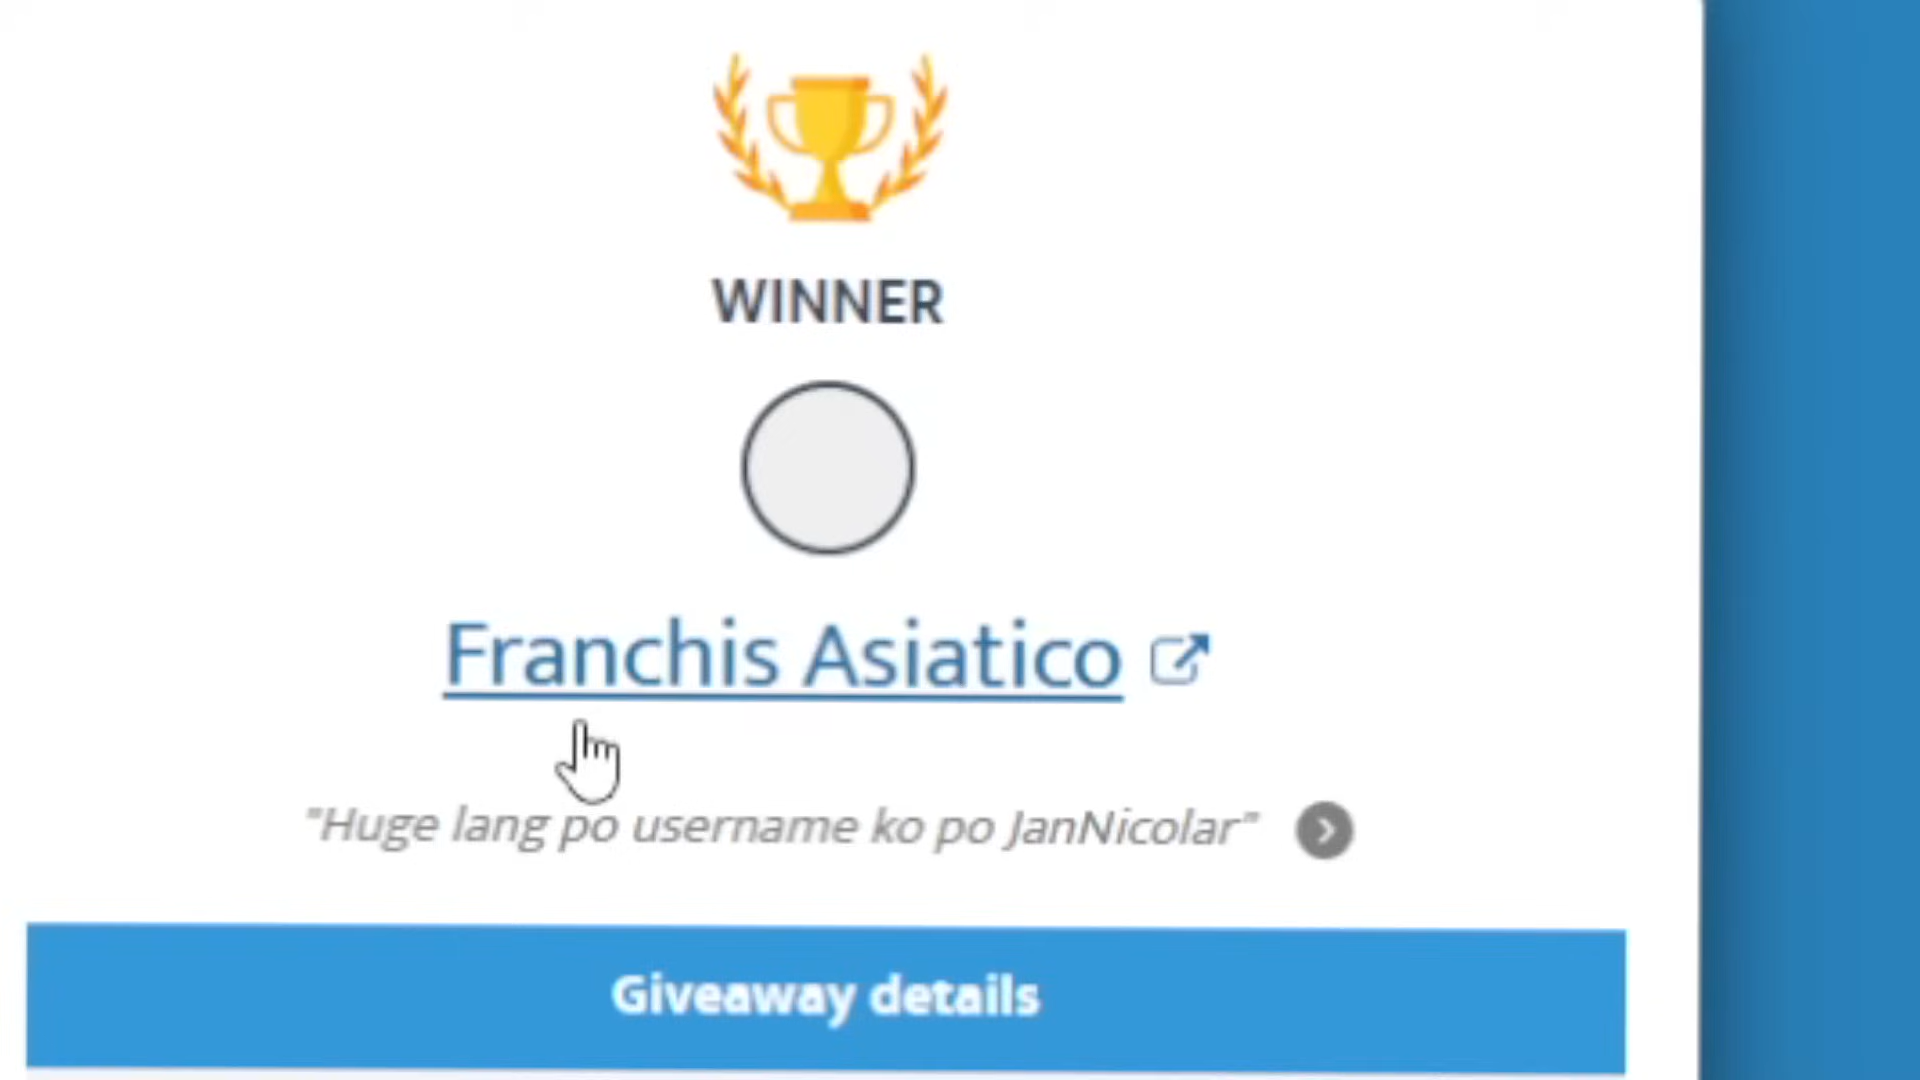 WINNER
Franchis Asiatico
"Huge lang po username ko po JanNicolar"
Giveaway details